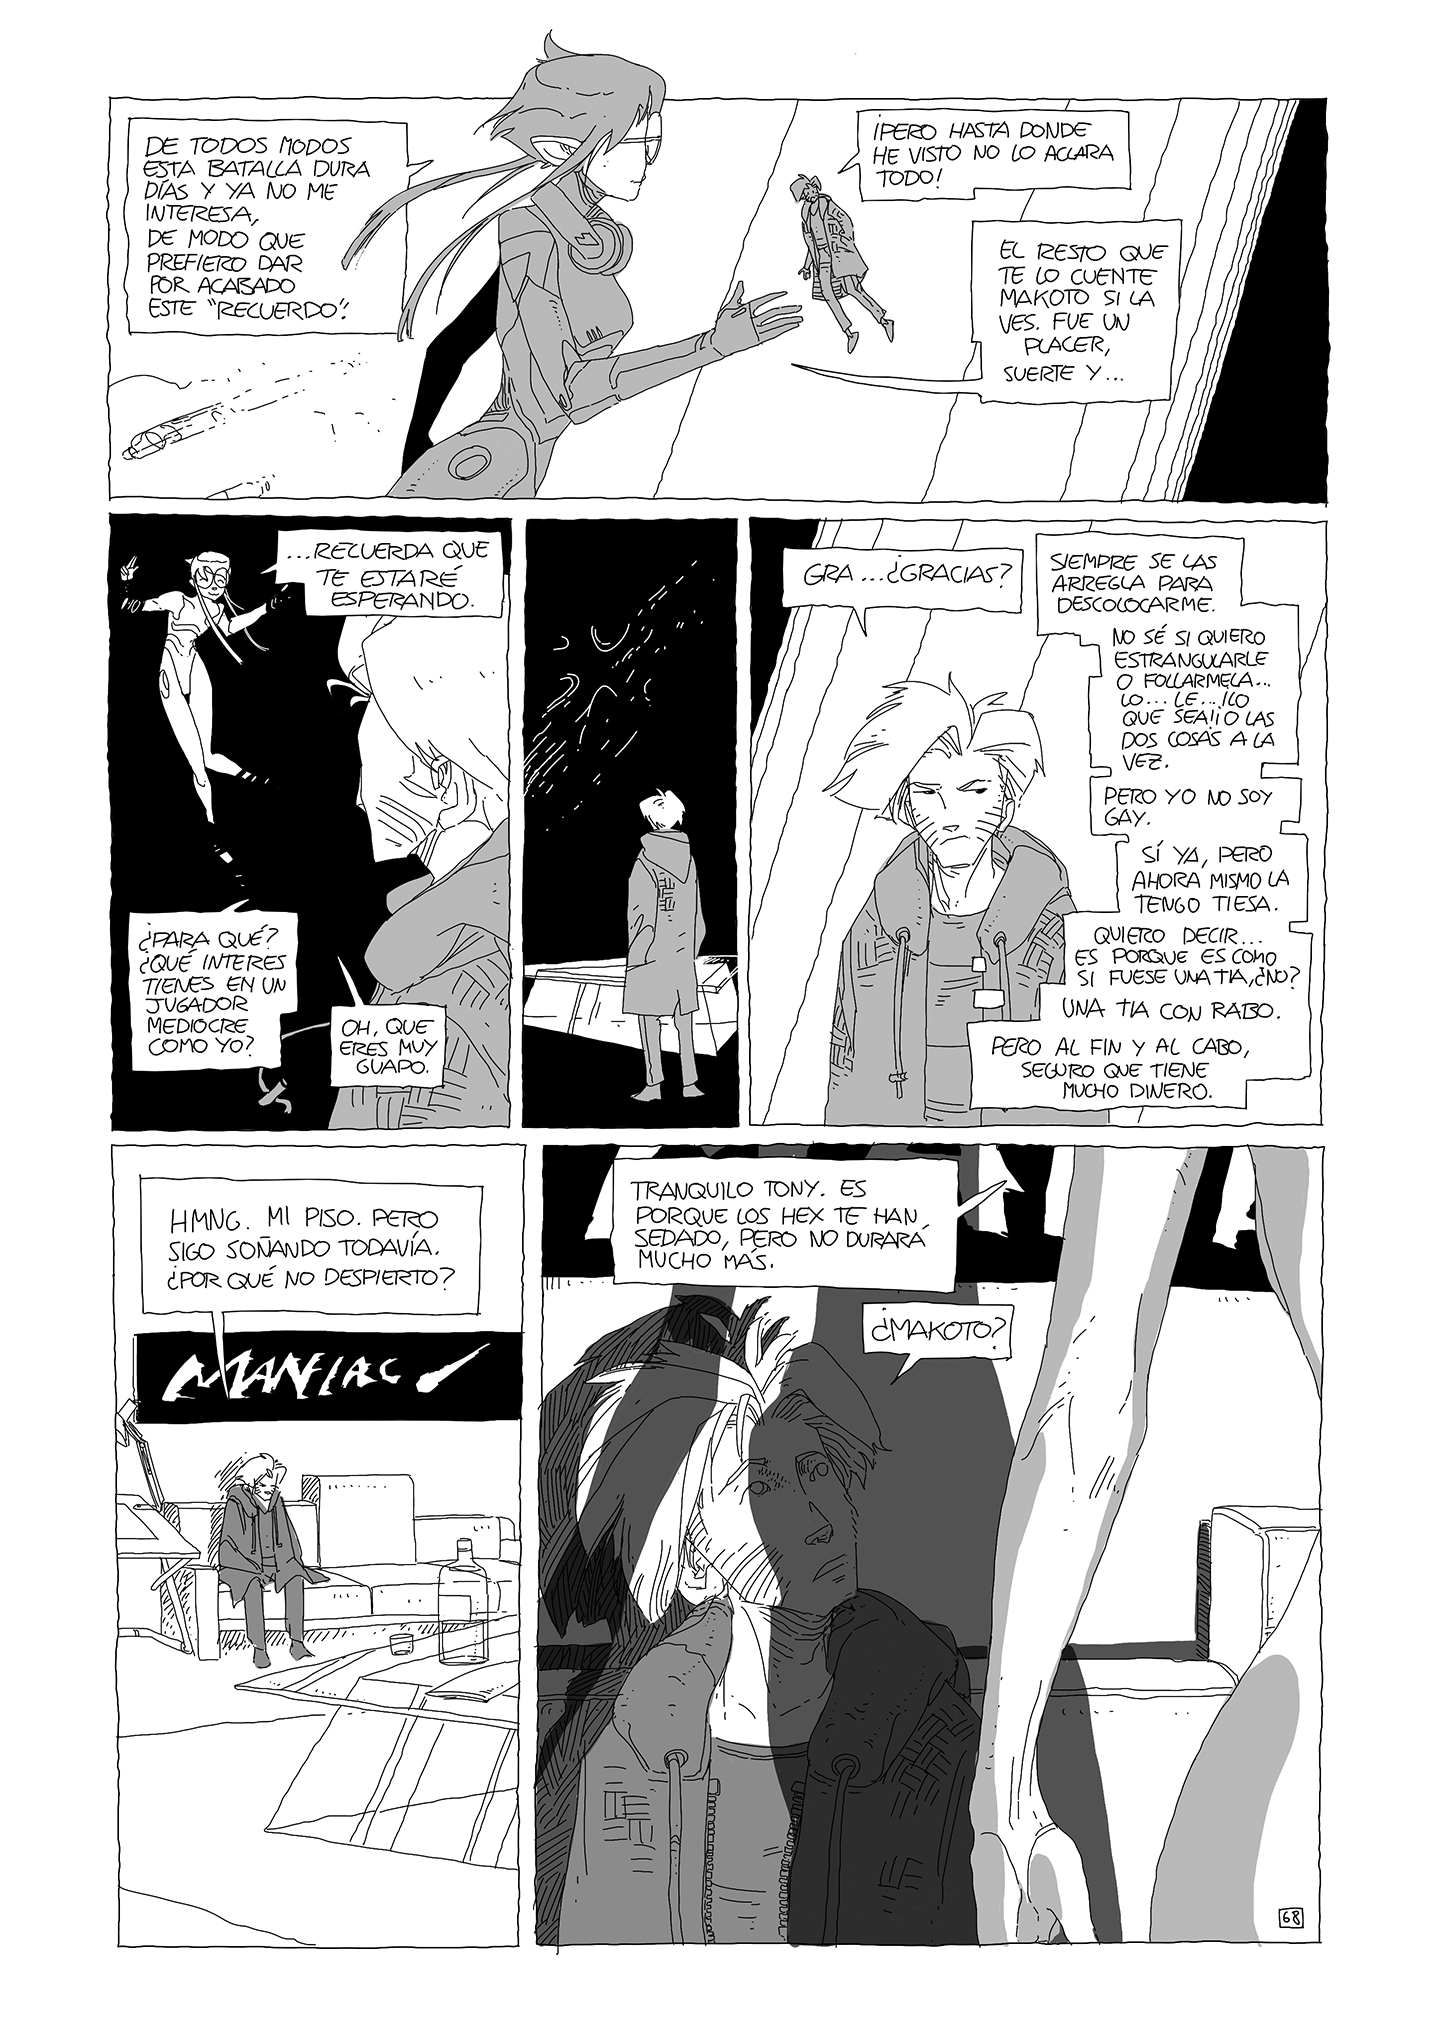 DE TODOS MODOS
ESTA BATALLA DURA
DÍAS Y YA NO ME
INTERESA,
DE MODO QUE
PREFIERO DAR
POR ACABADO
ESTE "RECUERDO".
¡PERO HASTA DONDE
HE VISTO NO LO ACLARA
TODO!
EL RESTO QUE
TE LO CUENTE
MAKOTO SI LA
VES. FUE UN
PLACER,
SUERTE Y...
...RECUERDA QUE
TE ESTARÉ
ESPERANDO.
¿PARA QUÉ?
¿QUÉ INTERES
TIENES EN UN
JUGADOR
MEDIOCRE
COMO YO?
OH, QUE
ERES MUY
GUAPO.
GRA...¿GRACIAS?
SIEMPRE SE LAS
ARREGLA PARA
DESCOLOCARME.
NO SÉ SI QUIERO
ESTRANGULARLE
O FOLLARMELA...
LO... LE...¡LO
QUE SEA!! O LAS
DOS COSAS A LA
VEZ.
PERO YO NO SOY
GAY.
SÍ YA, PERO
AHORA MISMO LA
TENGO TIESA.
QUIERO DECIR...
ES PORQUE ES COMO
SI FUESE UNA TIA,¿NO?
UNA TIA CON RABO.
PERO AL FIN Y AL CABO,
SEGURO QUE TIENE
MUCHO DINERO.
HMNG. MI PISO. PERO
SIGO SOÑANDO TODAVÍA.
¿POR QUÉ NO DESPIERTO?
MANIAC
TRANQUILO TONY. ES
PORQUE LOS HEX TE HAN
SEDADO, PERO NO DURARÁ
MUCHO MÁS.
¿MAKOTO?
68